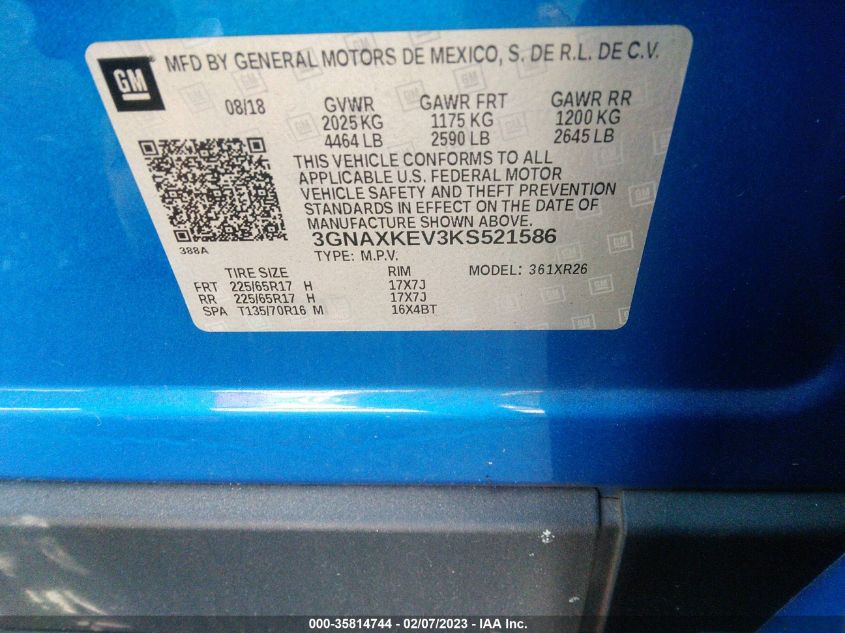 GM
MFD BY GENERAL MOTORS DE MEXICO, S. DE R.L. DE C.V.
08/18 GVWR GAWR FRT GAWR RR
2025 KG 1175 KG 1200 KG
4464 LB 2590 LB 2645 LB
THIS VEHICLE CONFORMS TO ALL
APPLICABLE U.S. FEDERAL MOTOR
VEHICLE SAFETY AND THEFT PREVENTION
STANDARDS IN EFFECT ON THE DATE OF
MANUFACTURE SHOWN ABOVE.
388A
3GNAXKEV3KS521586
TYPE: M.P.V.
TIRE SIZE RIM MODEL: 361XR26
FRT 225/65R17 H 17X7J
RR 225/65R17 H 17X7J
SPA T135/70R16 M 16X4BT
000-35814744 - 02/07/2023 - IAA Inc.